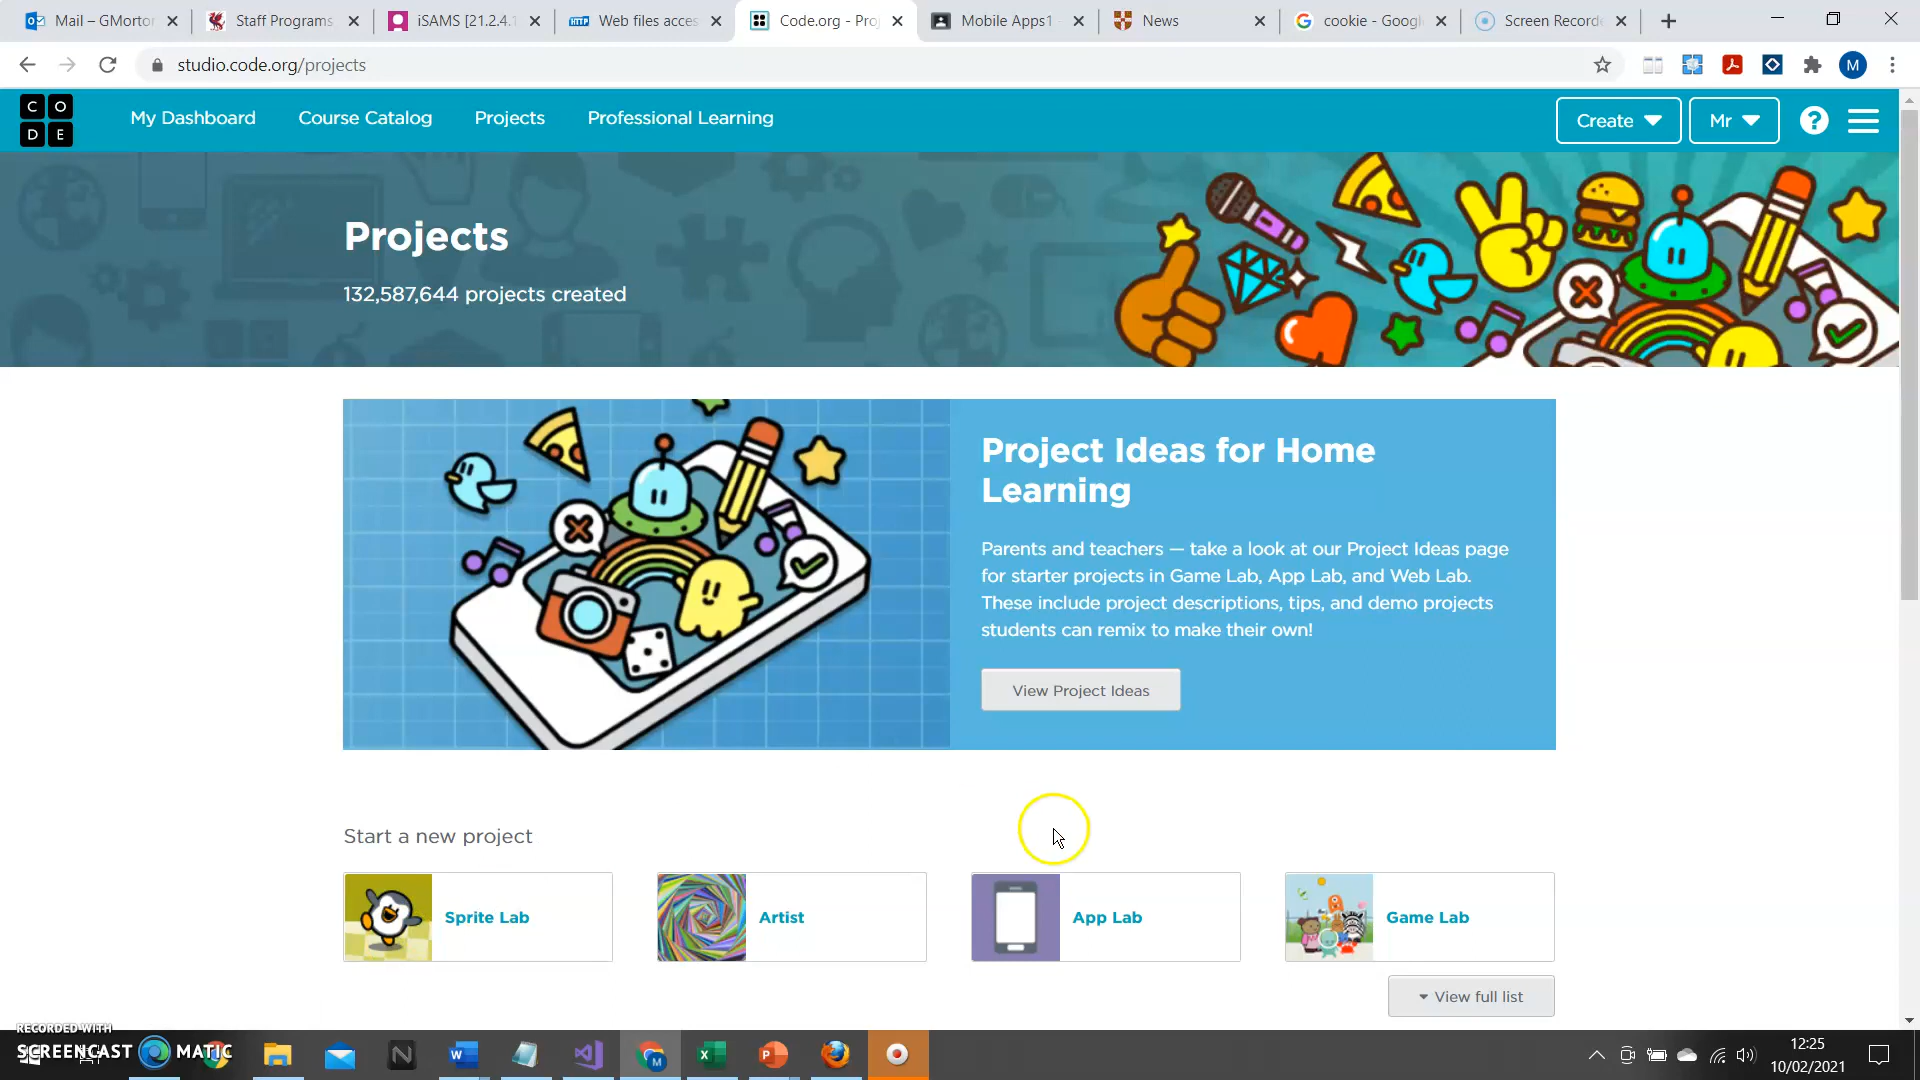 Mail – GMorto
Staff Programs
iSAMS [21.2.4.
Web files acces
Code.org - Pro
Mobile Apps1
News
cookie - Googl
Screen Record
studio.code.org/projects
M
C O
D E
My Dashboard
Course Catalog
Projects
Professional Learning
Create
Mr
?
Projects
132,587,644 projects created
Project Ideas for Home
Learning
Parents and teachers — take a look at our Project Ideas page
for starter projects in Game Lab, App Lab, and Web Lab.
These include project descriptions, tips, and demo projects
students can remix to make their own!
View Project Ideas
Start a new project
Sprite Lab
Artist
App Lab
Game Lab
View full list
RECORDED WITH
SCREENCAST MATIC
12:25
10/02/2021